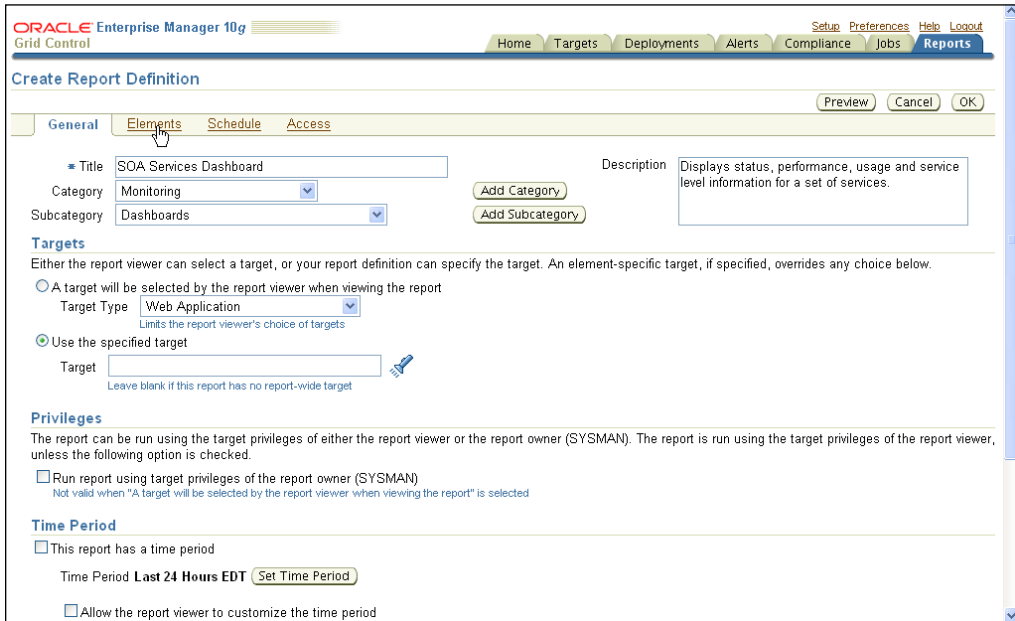 ORACLE Enterprise Manager 10g
Grid Control
Setup Preferences Help Logout
Home Targets Deployments Alerts Compliance Jobs Reports
Create Report Definition
Preview Cancel OK
General Elements Schedule Access
* Title SOA Services Dashboard
Description Displays status, performance, usage and service
level information for a set of services.
Category Monitoring Add Category
Subcategory Dashboards Add Subcategory
Targets
Either the report viewer can select a target, or your report definition can specify the target. An element-specific target, if specified, overrides any choice below.
A target will be selected by the report viewer when viewing the report
Target Type Web Application
Limits the report viewer's choice of targets
Use the specified target
Target
Leave blank if this report has no report-wide target
Privileges
The report can be run using the target privileges of either the report viewer or the report owner (SYSMAN). The report is run using the target privileges of the report viewer,
unless the following option is checked.
Run report using target privileges of the report owner (SYSMAN)
Not valid when "A target will be selected by the report viewer when viewing the report" is selected
Time Period
This report has a time period
Time Period Last 24 Hours EDT Set Time Period
Allow the report viewer to customize the time period